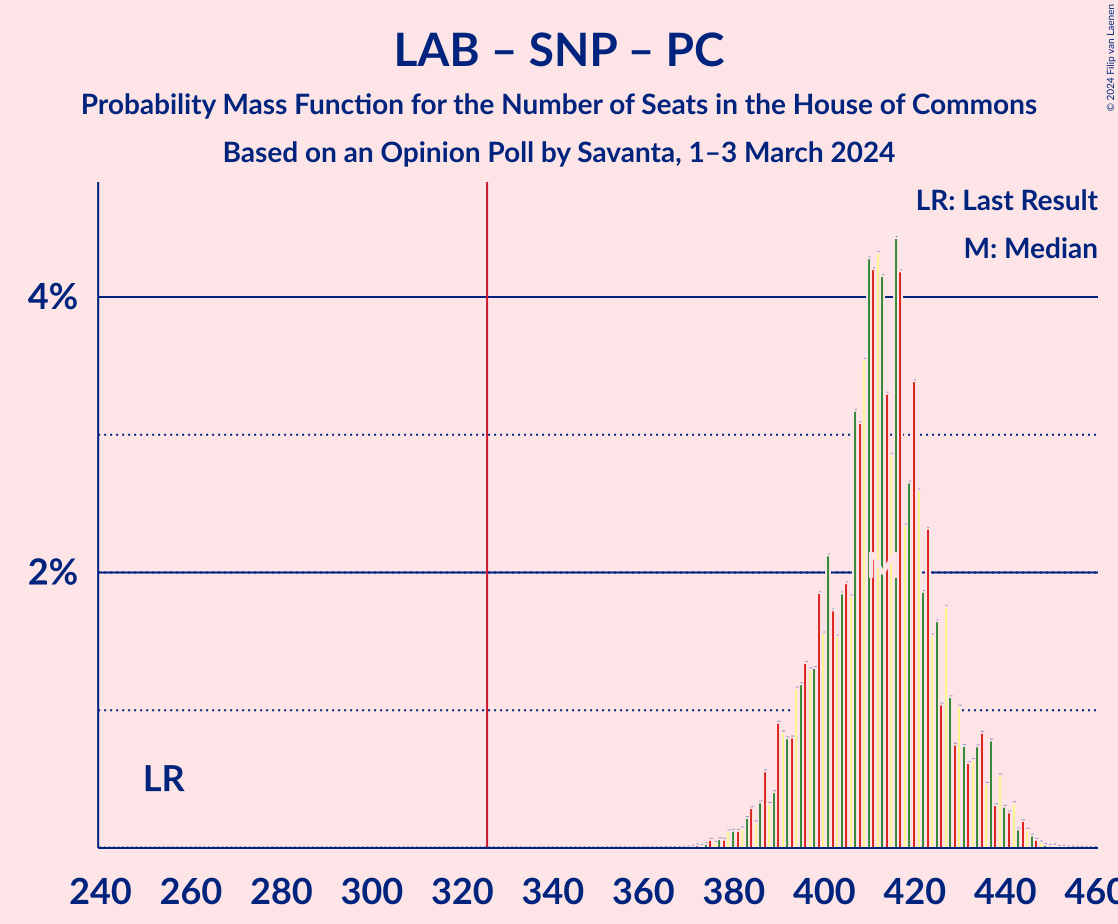 LAB – SNP – PC
Probability Mass Function for the Number of Seats in the House of Commons
Based on an Opinion Poll by Savanta, 1–3 March 2024
© 2024 Filip van Laenen
LR: Last Result
M: Median
4%
2%
M
LR
240 260 280 300 320 340 360 380 400 420 440 460